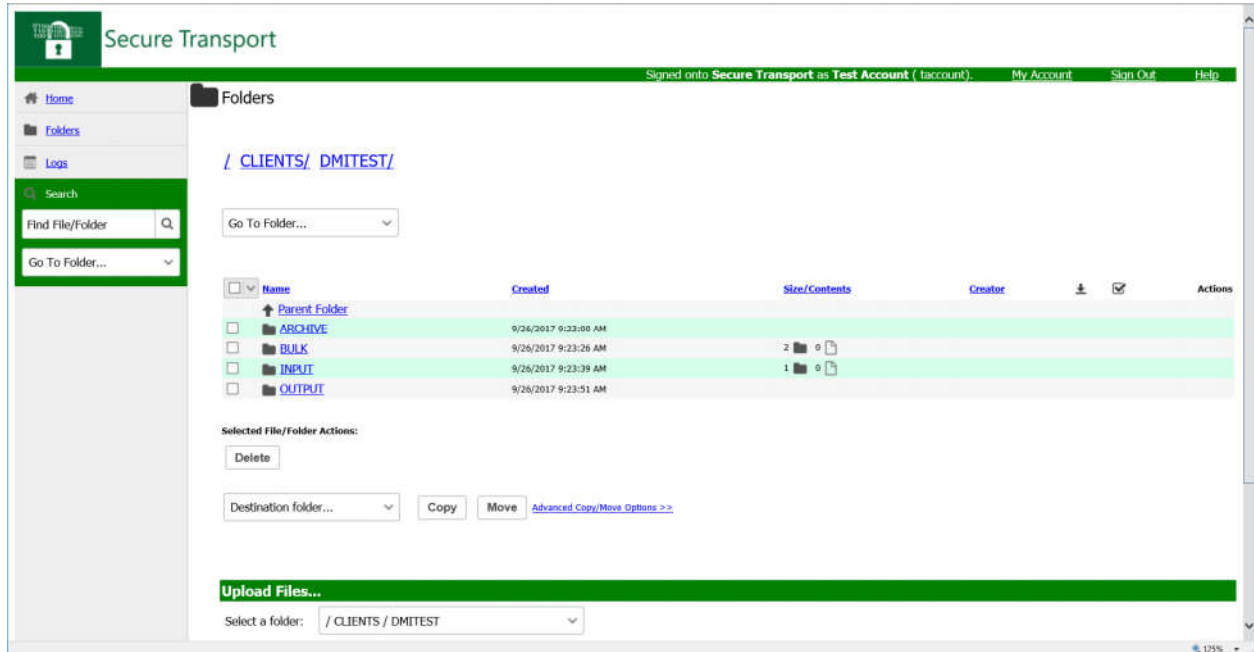 Secure Transport
Signed onto Secure Transport as Test Account ( taccount). My Account Sign Out Help
Home
Folders
Logs
Search
Find File/Folder
Go To Folder...
Folders
/ CLIENTS/ DMITEST/
Go To Folder...
Name Created Size/Contents Creator Actions
Parent Folder
ARCHIVE 9/26/2017 9:23:00 AM
BULK 9/26/2017 9:23:26 AM 2 0
INPUT 9/26/2017 9:23:39 AM 1 0
OUTPUT 9/26/2017 9:23:51 AM
Selected File/Folder Actions:
Delete
Destination folder... Copy Move Advanced Copy/Move Options >>
Upload Files...
Select a folder: / CLIENTS / DMITEST
125%